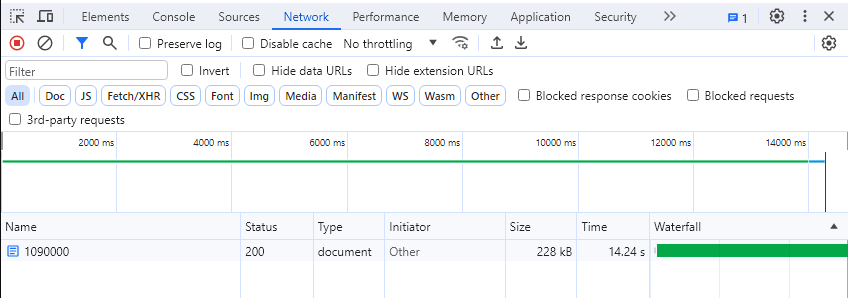 Elements Console Sources Network Performance Memory Application Security 1
Preserve log Disable cache No throttling
Filter Invert Hide data URLs Hide extension URLs
All Doc JS Fetch/XHR CSS Font Img Media Manifest WS Wasm Other Blocked response cookies Blocked requests
3rd-party requests
2000 ms 4000 ms 6000 ms 8000 ms 10000 ms 12000 ms 14000 ms
Name Status Type Initiator Size Time Waterfall
1090000 200 document Other 228 kB 14.24 s